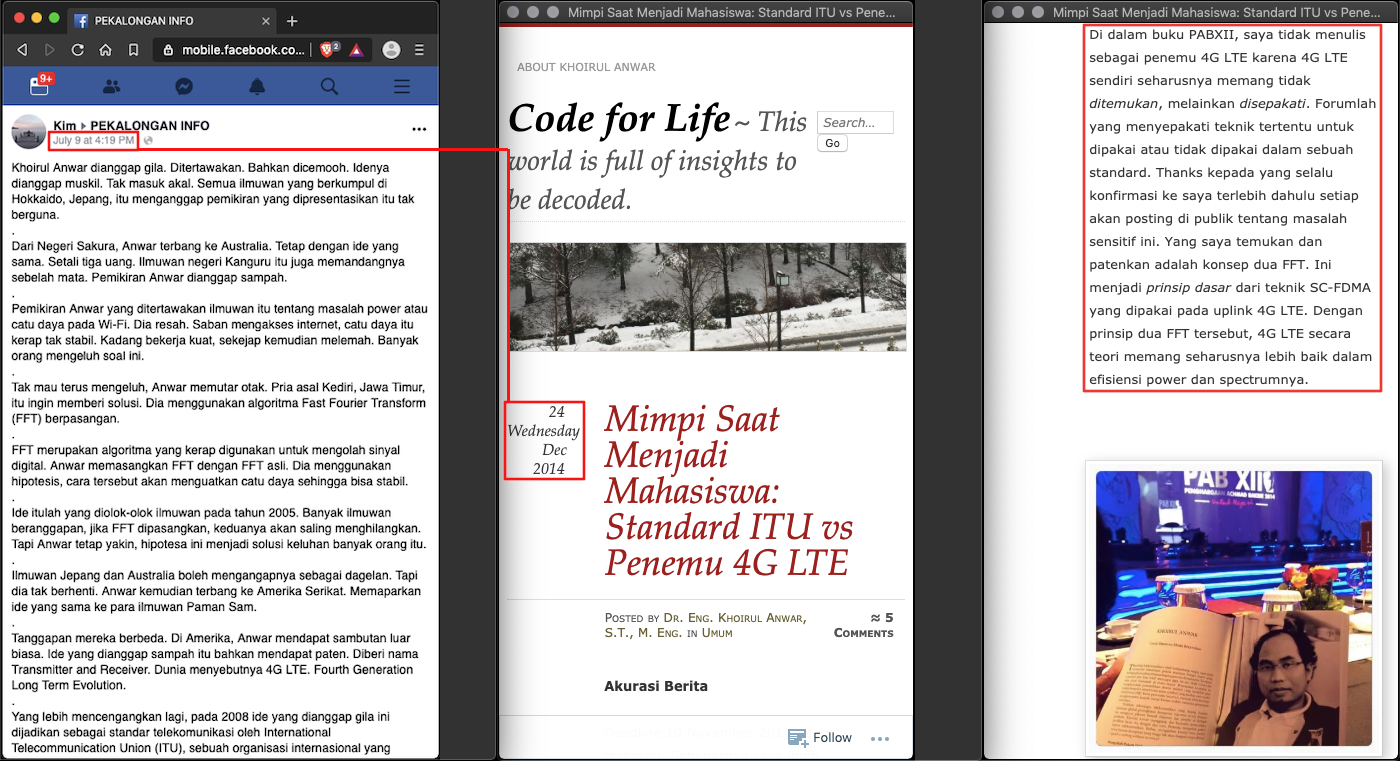 PEKALONGAN INFO
mobile.facebook.co...
2
9+
Kim ▸ PEKALONGAN INFO
July 9 at 4:19 PM
Khoirul Anwar dianggap gila. Ditertawakan. Bahkan dicemooh. Idenya
dianggap muskil. Tak masuk akal. Semua ilmuwan yang berkumpul di
Hokkaido, Jepang, itu menganggap pemikiran yang dipresentasikan itu tak
berguna.
.
Dari Negeri Sakura, Anwar terbang ke Australia. Tetap dengan ide yang
sama. Setali tiga uang. Ilmuwan negeri Kanguru itu juga memandangnya
sebelah mata. Pemikiran Anwar dianggap sampah.
.
Pemikiran Anwar yang ditertawakan ilmuwan itu tentang masalah power atau
catu daya pada Wi-Fi. Dia resah. Saban mengakses internet, catu daya itu
kerap tak stabil. Kadang bekerja kuat, sekejap kemudian melemah. Banyak
orang mengeluh soal ini.
.
Tak mau terus mengeluh, Anwar memutar otak. Pria asal Kediri, Jawa Timur,
itu ingin memberi solusi. Dia menggunakan algoritma Fast Fourier Transform
(FFT) berpasangan.
.
FFT merupakan algoritma yang kerap digunakan untuk mengolah sinyal
digital. Anwar memasangkan FFT dengan FFT asli. Dia menggunakan
hipotesis, cara tersebut akan menguatkan catu daya sehingga bisa stabil.
.
Ide itulah yang diolok-olok ilmuwan pada tahun 2005. Banyak ilmuwan
beranggapan, jika FFT dipasangkan, keduanya akan saling menghilangkan.
Tapi Anwar tetap yakin, hipotesa ini menjadi solusi keluhan banyak orang itu.
.
Ilmuwan Jepang dan Australia boleh mengangapnya sebagai dagelan. Tapi
dia tak berhenti. Anwar kemudian terbang ke Amerika Serikat. Memaparkan
ide yang sama ke para ilmuwan Paman Sam.
.
Tanggapan mereka berbeda. Di Amerika, Anwar mendapat sambutan luar
biasa. Ide yang dianggap sampah itu bahkan mendapat paten. Diberi nama
Transmitter and Receiver. Dunia menyebutnya 4G LTE. Fourth Generation
Long Term Evolution.
.
Yang lebih mencengangkan lagi, pada 2008 ide yang dianggap gila ini
dijadikan sebagai standar telekomunikasi oleh International
Telecommunication Union (ITU), sebuah organisasi internasional yang
Mimpi Saat Menjadi Mahasiswa: Standard ITU vs Pene...
ABOUT KHOIRUL ANWAR
Code for Life ~ This
world is full of insights to
be decoded.
Search...
Go
24
Wednesday
Dec
2014
Mimpi Saat
Menjadi
Mahasiswa:
Standard ITU vs
Penemu 4G LTE
Posted by Dr. Eng. Khoirul Anwar,
S.T., M. Eng. in Umum
≈ 5
Comments
Akurasi Berita
Follow
Mimpi Saat Menjadi Mahasiswa: Standard ITU vs Pene...
Di dalam buku PABXII, saya tidak menulis
sebagai penemu 4G LTE karena 4G LTE
sendiri seharusnya memang tidak
ditemukan, melainkan disepakati. Forumlah
yang menyepakati teknik tertentu untuk
dipakai atau tidak dipakai dalam sebuah
standard. Thanks kepada yang selalu
konfirmasi ke saya terlebih dahulu setiap
akan posting di publik tentang masalah
sensitif ini. Yang saya temukan dan
patenkan adalah konsep dua FFT. Ini
menjadi prinsip dasar dari teknik SC-FDMA
yang dipakai pada uplink 4G LTE. Dengan
prinsip dua FFT tersebut, 4G LTE secara
teori memang seharusnya lebih baik dalam
efisiensi power dan spectrumnya.
PAB XII
PENGHARGAAN ACHMAD BAKRIE 2014
KHOIRUL ANWAR